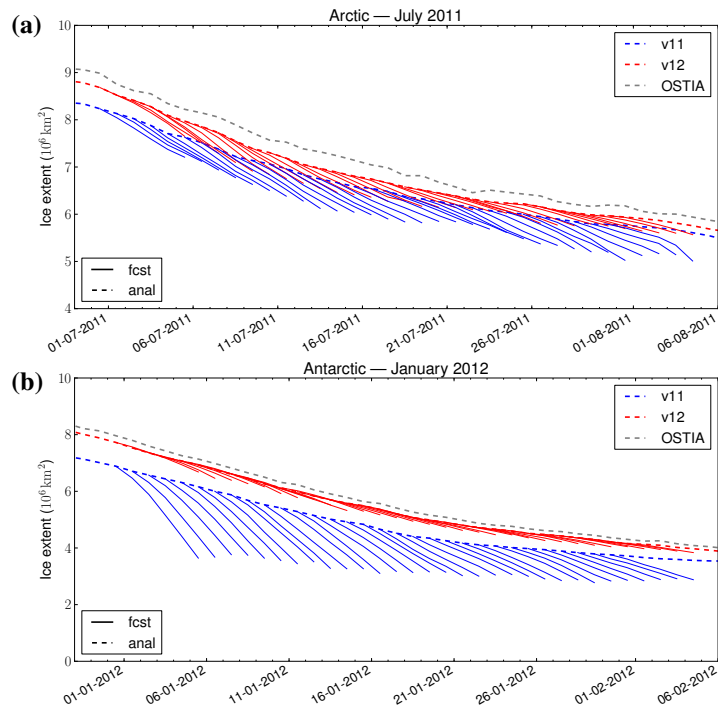 (a)
Arctic — July 2011
Ice extent (10⁶ km²)
10
9
8
7
6
5
4
v11
v12
OSTIA
fcst
anal
01-07-2011
06-07-2011
11-07-2011
16-07-2011
21-07-2011
26-07-2011
01-08-2011
06-08-2011
(b)
Antarctic — January 2012
Ice extent (10⁶ km²)
10
8
6
4
2
0
v11
v12
OSTIA
fcst
anal
01-01-2012
06-01-2012
11-01-2012
16-01-2012
21-01-2012
26-01-2012
01-02-2012
06-02-2012